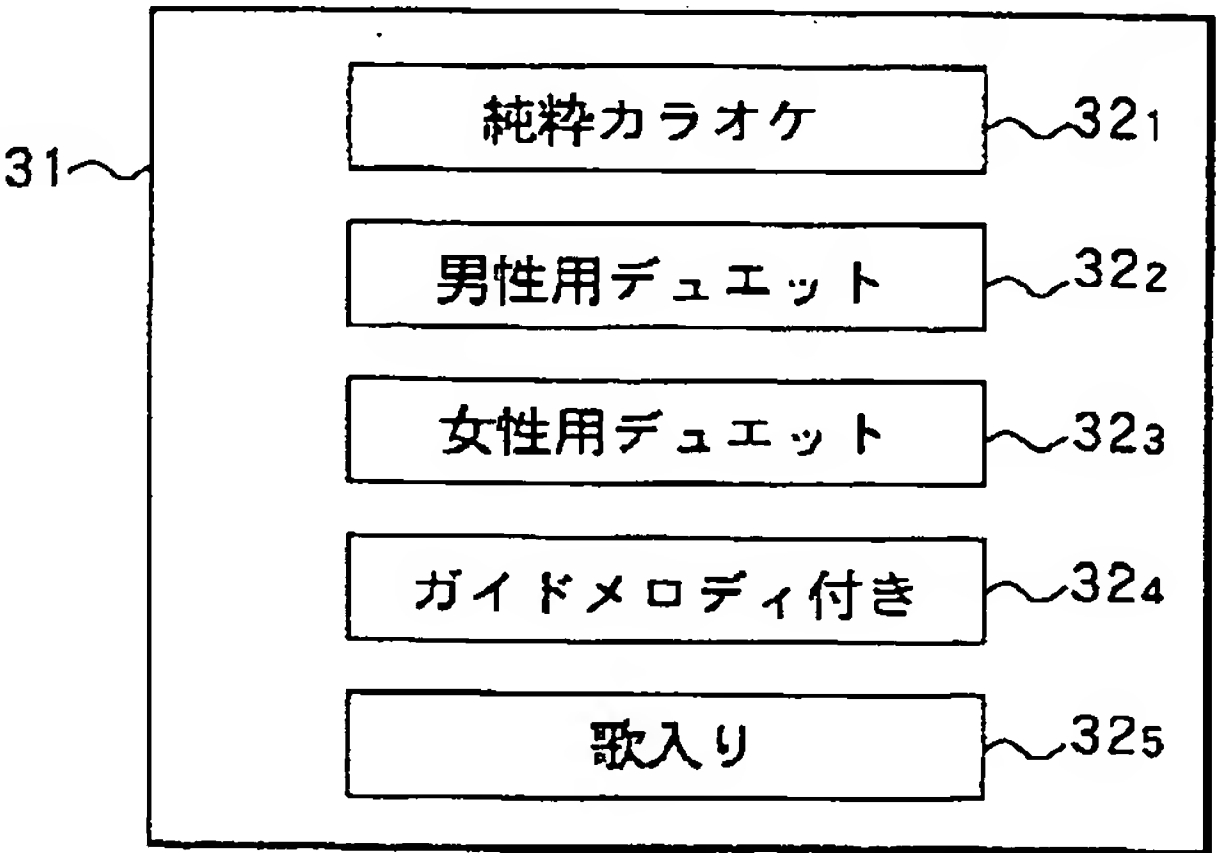 純粋カラオケ 32₁
31
男性用デュエット 32₂
女性用デュエット 32₃
ガイドメロディ付き 32₄
歌入り 32₅